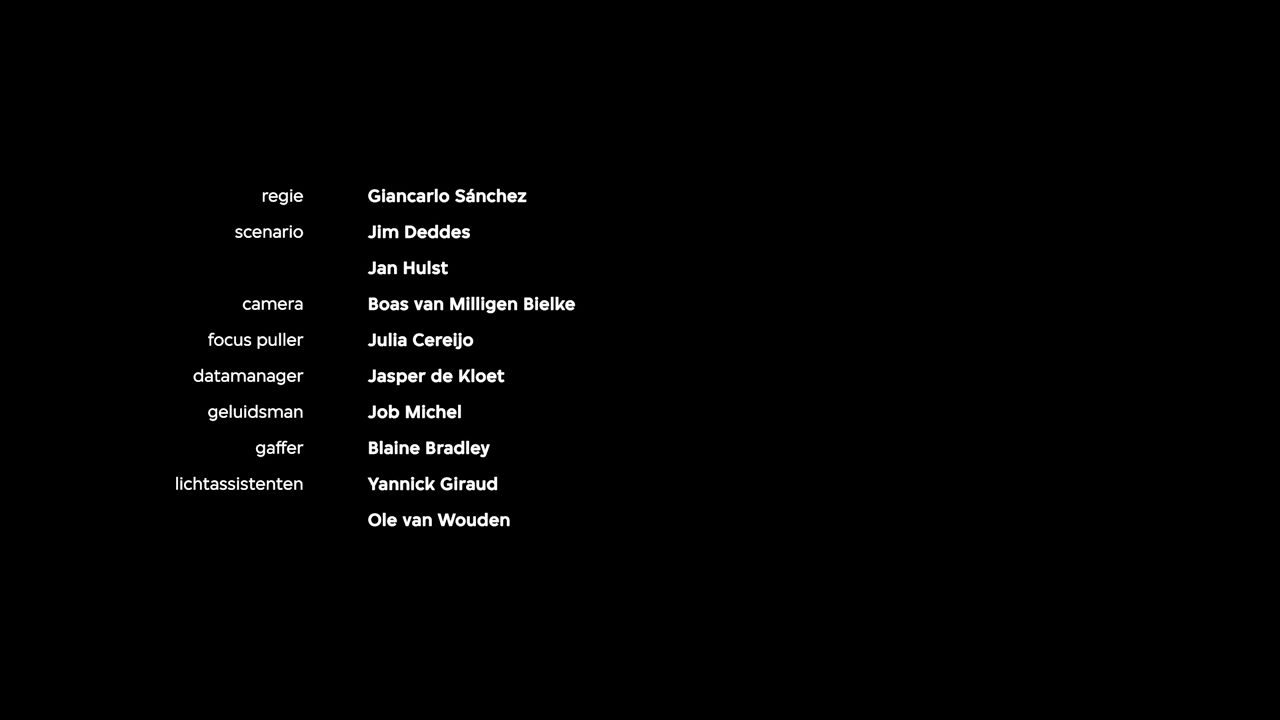 regie Giancarlo Sánchez
scenario Jim Deddes
Jan Hulst
camera Boas van Milligen Bielke
focus puller Julia Cereijo
datamanager Jasper de Kloet
geluidsman Job Michel
gaffer Blaine Bradley
lichtassistenten Yannick Giraud
Ole van Wouden